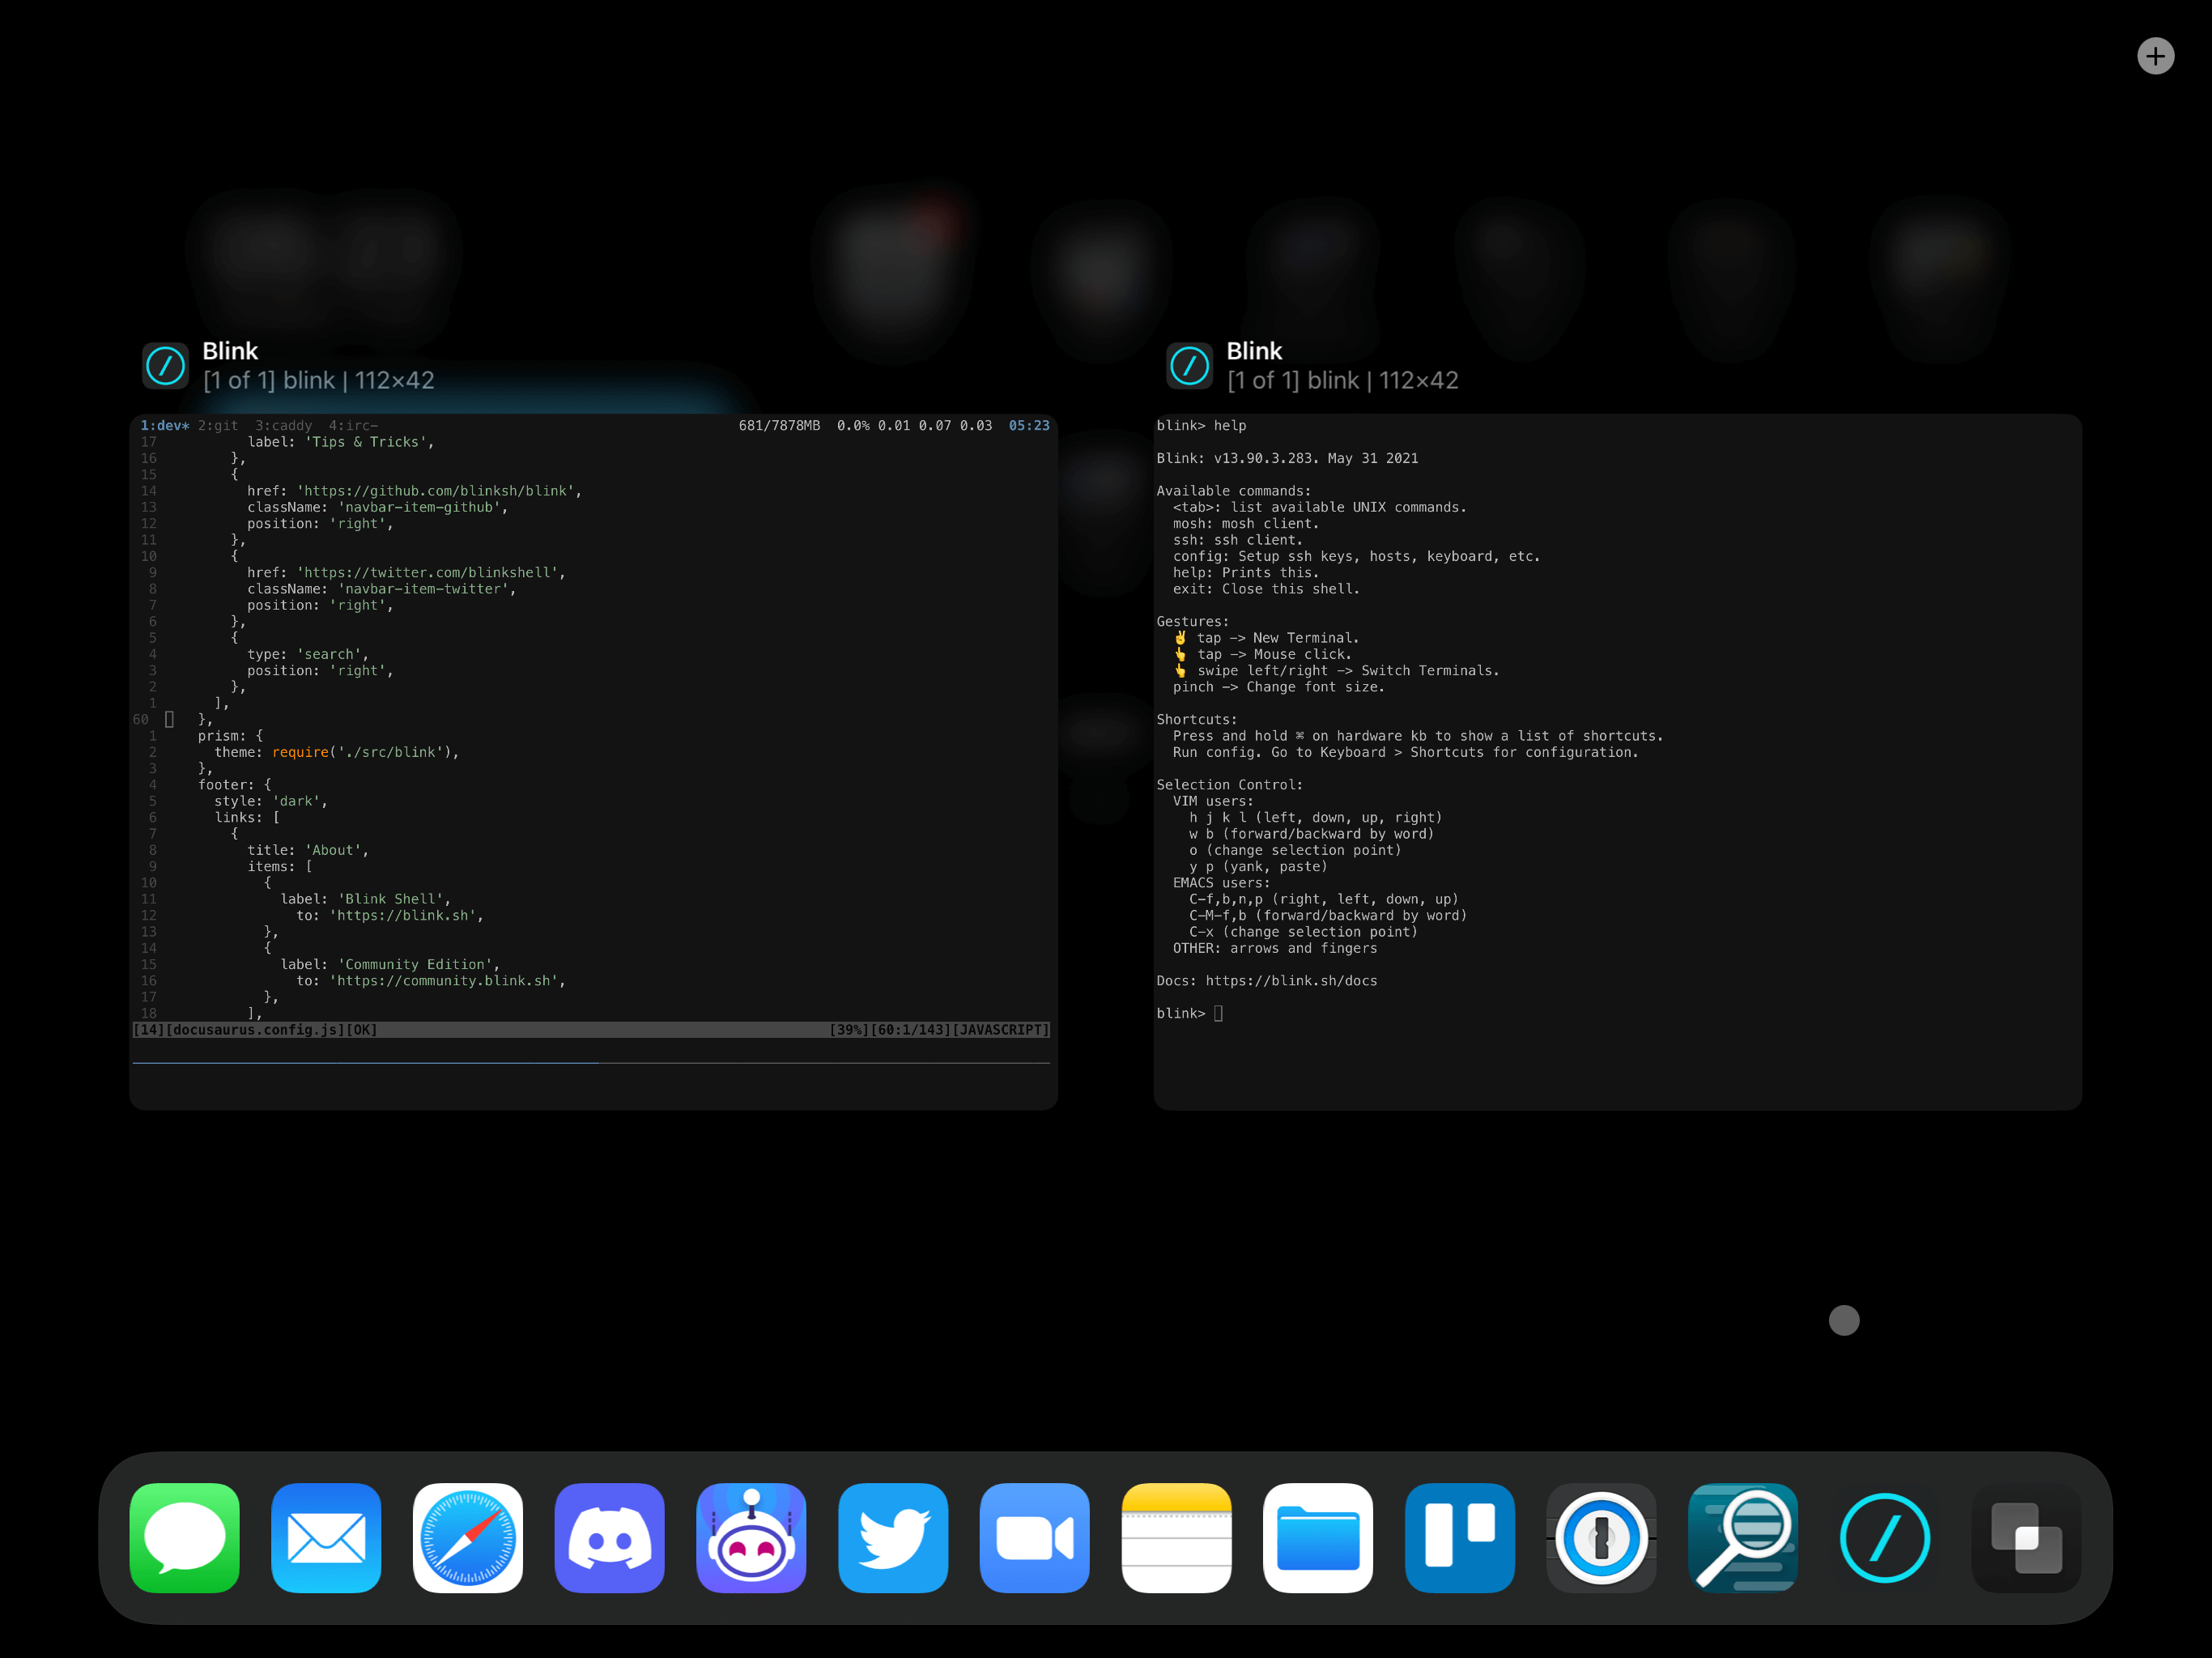 Blink
[1 of 1] blink | 112×42
1:dev* 2:git  3:caddy  4:irc-    681/7878MB  0.0% 0.01 0.07 0.03  05:23
17           label: 'Tips & Tricks',
16         },
15         {
14           href: 'https://github.com/blinksh/blink',
13           className: 'navbar-item-github',
12           position: 'right',
11         },
10         {
9           href: 'https://twitter.com/blinkshell',
8           className: 'navbar-item-twitter',
7           position: 'right',
6         },
5         {
4           type: 'search',
3           position: 'right',
2         },
1       ],
60     },
1     prism: {
2       theme: require('./src/blink'),
3     },
4     footer: {
5       style: 'dark',
6       links: [
7         {
8           title: 'About',
9           items: [
10             {
11               label: 'Blink Shell',
12                 to: 'https://blink.sh',
13             },
14             {
15               label: 'Community Edition',
16                 to: 'https://community.blink.sh',
17             },
18           ],
[14][docusaurus.config.js][OK]    [39%][60:1/143][JAVASCRIPT]
Blink
[1 of 1] blink | 112×42
blink> help
Blink: v13.90.3.283. May 31 2021
Available commands:
  <tab>: list available UNIX commands.
  mosh: mosh client.
  ssh: ssh client.
  config: Setup ssh keys, hosts, keyboard, etc.
  help: Prints this.
  exit: Close this shell.
Gestures:
  ✌️ tap -> New Terminal.
  👆 tap -> Mouse click.
  👆 swipe left/right -> Switch Terminals.
  pinch -> Change font size.
Shortcuts:
  Press and hold ⌘ on hardware kb to show a list of shortcuts.
  Run config. Go to Keyboard > Shortcuts for configuration.
Selection Control:
  VIM users:
    h j k l (left, down, up, right)
    w b (forward/backward by word)
    o (change selection point)
    y p (yank, paste)
  EMACS users:
    C-f,b,n,p (right, left, down, up)
    C-M-f,b (forward/backward by word)
    C-x (change selection point)
  OTHER: arrows and fingers
Docs: https://blink.sh/docs
blink>